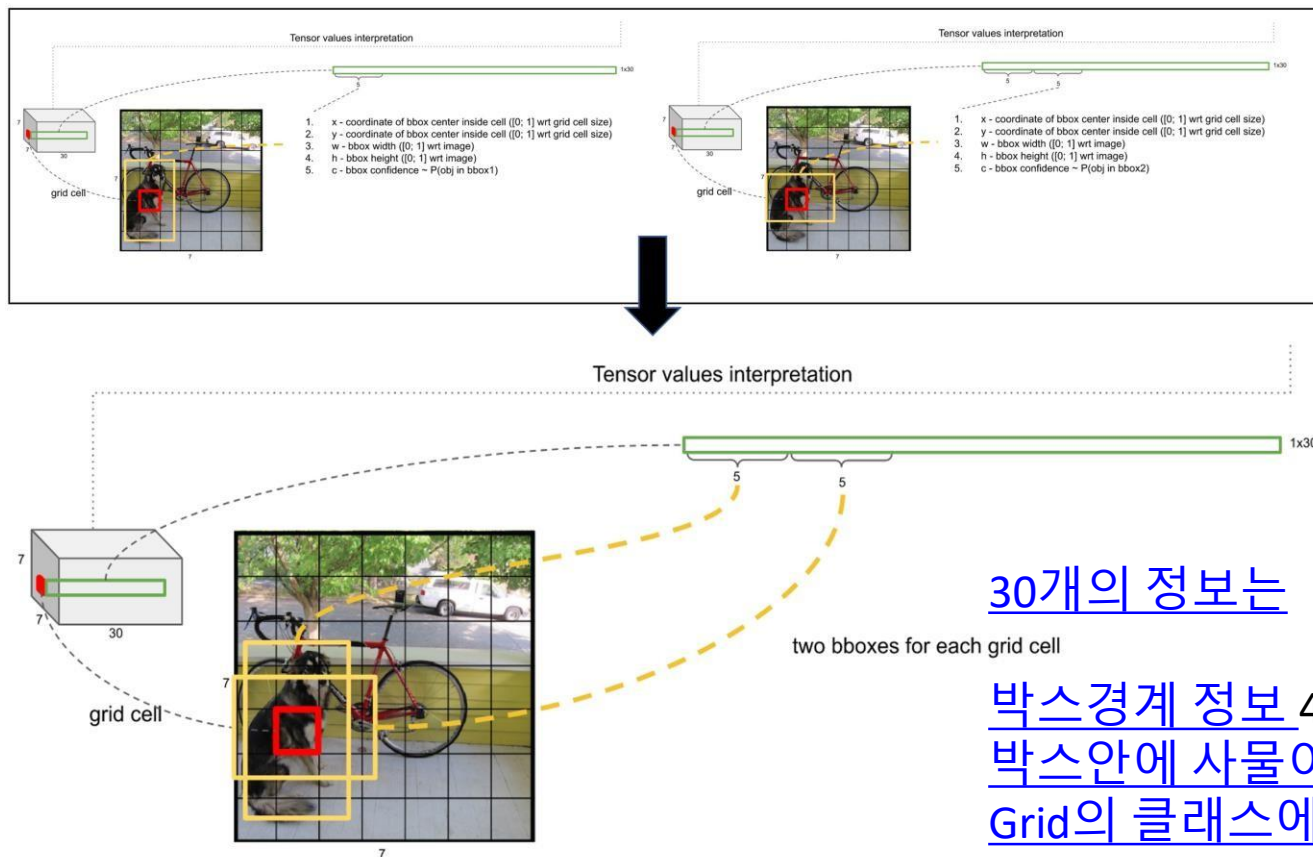 Tensor values interpretation
1x30
5
7
7
30
7
grid cell
7
1. x - coordinate of bbox center inside cell ([0; 1] wrt grid cell size)
2. y - coordinate of bbox center inside cell ([0; 1] wrt grid cell size)
3. w - bbox width ([0; 1] wrt image)
4. h - bbox height ([0; 1] wrt image)
5. c - bbox confidence ~ P(obj in bbox1)
Tensor values interpretation
1x30
5 5
7
7
30
7
grid cell
7
1. x - coordinate of bbox center inside cell ([0; 1] wrt grid cell size)
2. y - coordinate of bbox center inside cell ([0; 1] wrt grid cell size)
3. w - bbox width ([0; 1] wrt image)
4. h - bbox height ([0; 1] wrt image)
5. c - bbox confidence ~ P(obj in bbox2)
Tensor values interpretation
1x30
5 5
7
7
30
7
grid cell
7
two bboxes for each grid cell
30개의 정보는
박스경계 정보
박스안에 사물이
Grid의 클래스에